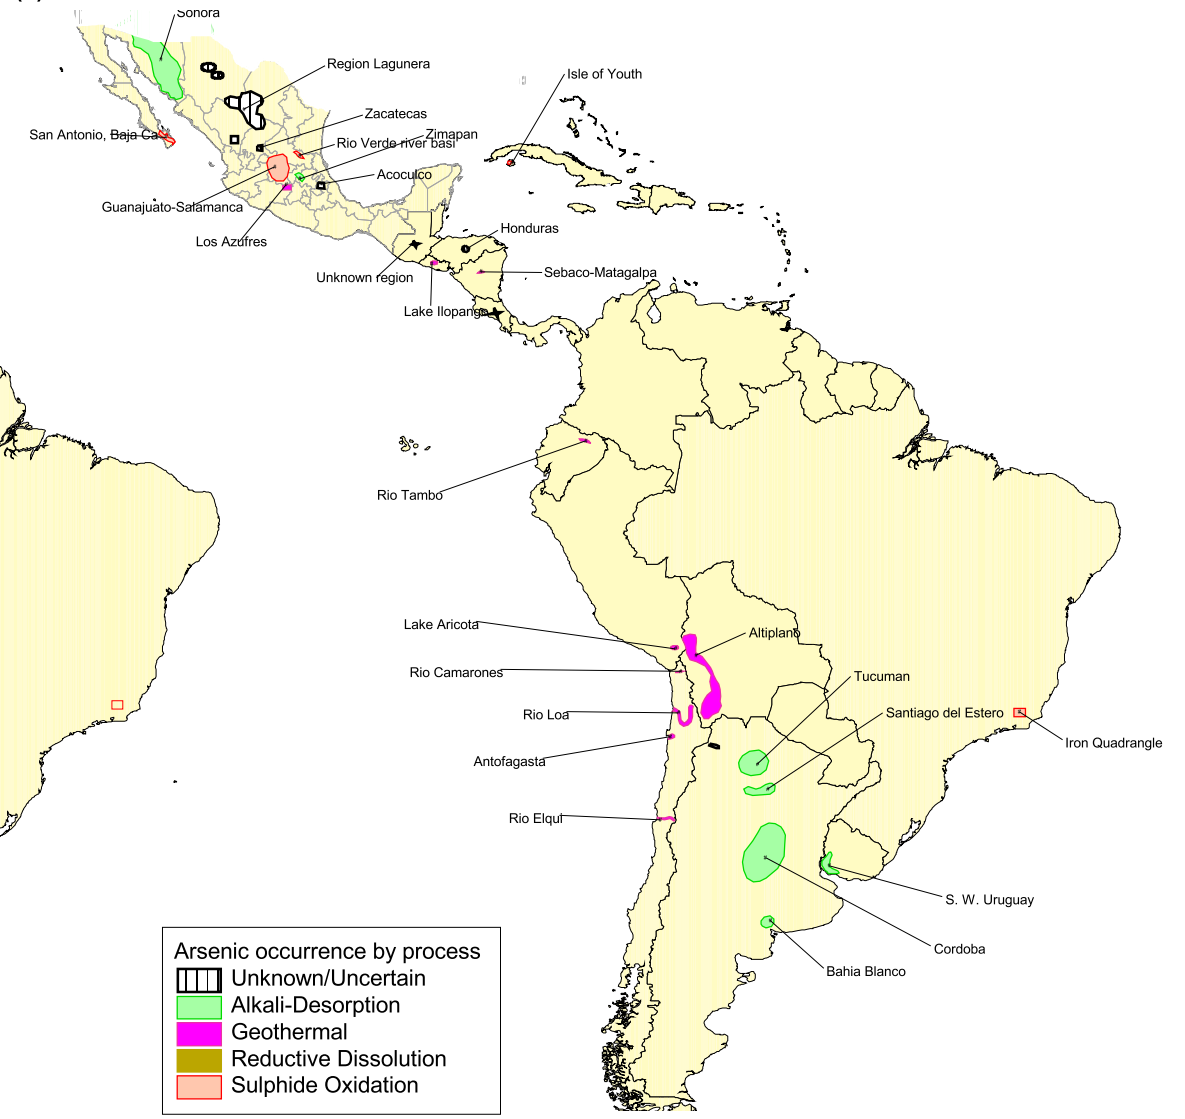 Sonora
Region Lagunera
Isle of Youth
Zacatecas
San Antonio, Baja Ca
Zimapan
Rio Verde river basi
Acoculco
Guanajuato-Salamanca
Los Azufres
Honduras
Unknown region
Sebaco-Matagalpa
Lake Ilopango
Rio Tambo
Lake Aricota
Altiplano
Rio Camarones
Tucuman
Rio Loa
Santiago del Estero
Iron Quadrangle
Antofagasta
Rio Elqui
S. W. Uruguay
Cordoba
Bahia Blanco
Arsenic occurrence by process
Unknown/Uncertain
Alkali-Desorption
Geothermal
Reductive Dissolution
Sulphide Oxidation